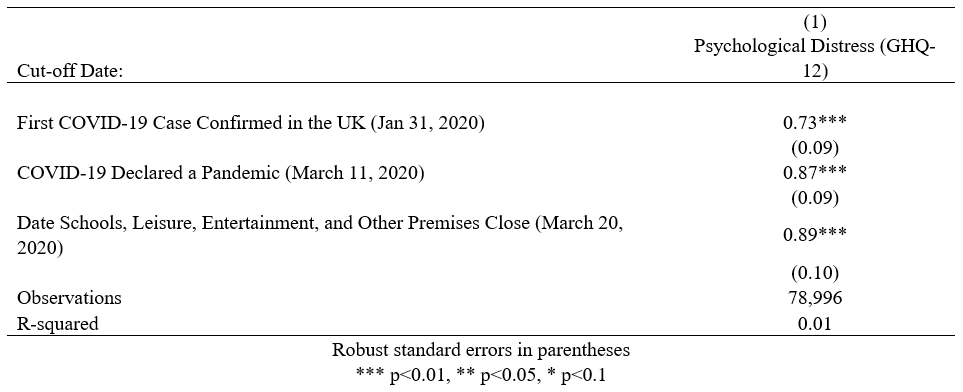 (1)
Psychological Distress (GHQ-
Cut-off Date: 12)
First COVID-19 Case Confirmed in the UK (Jan 31, 2020) 0.73***
(0.09)
COVID-19 Declared a Pandemic (March 11, 2020) 0.87***
(0.09)
Date Schools, Leisure, Entertainment, and Other Premises Close (March 20,
2020) 0.89***
(0.10)
Observations 78,996
R-squared 0.01
Robust standard errors in parentheses
*** p<0.01, ** p<0.05, * p<0.1